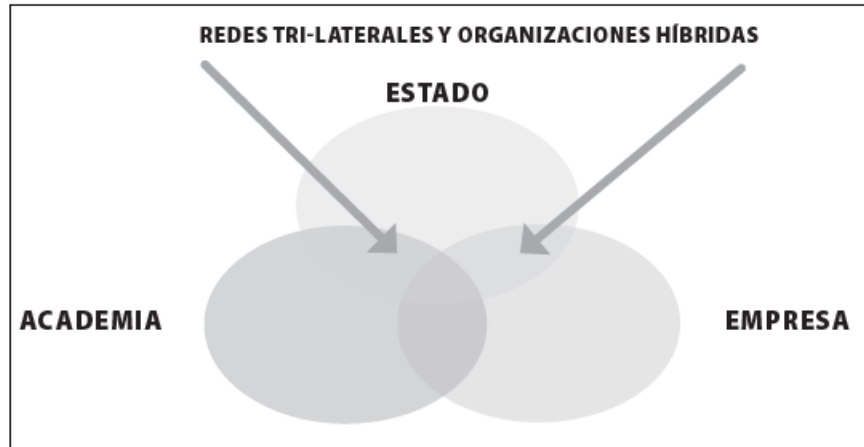 REDES TRI-LATERALES Y ORGANIZACIONES HÍBRIDAS
ESTADO
ACADEMIA
EMPRESA